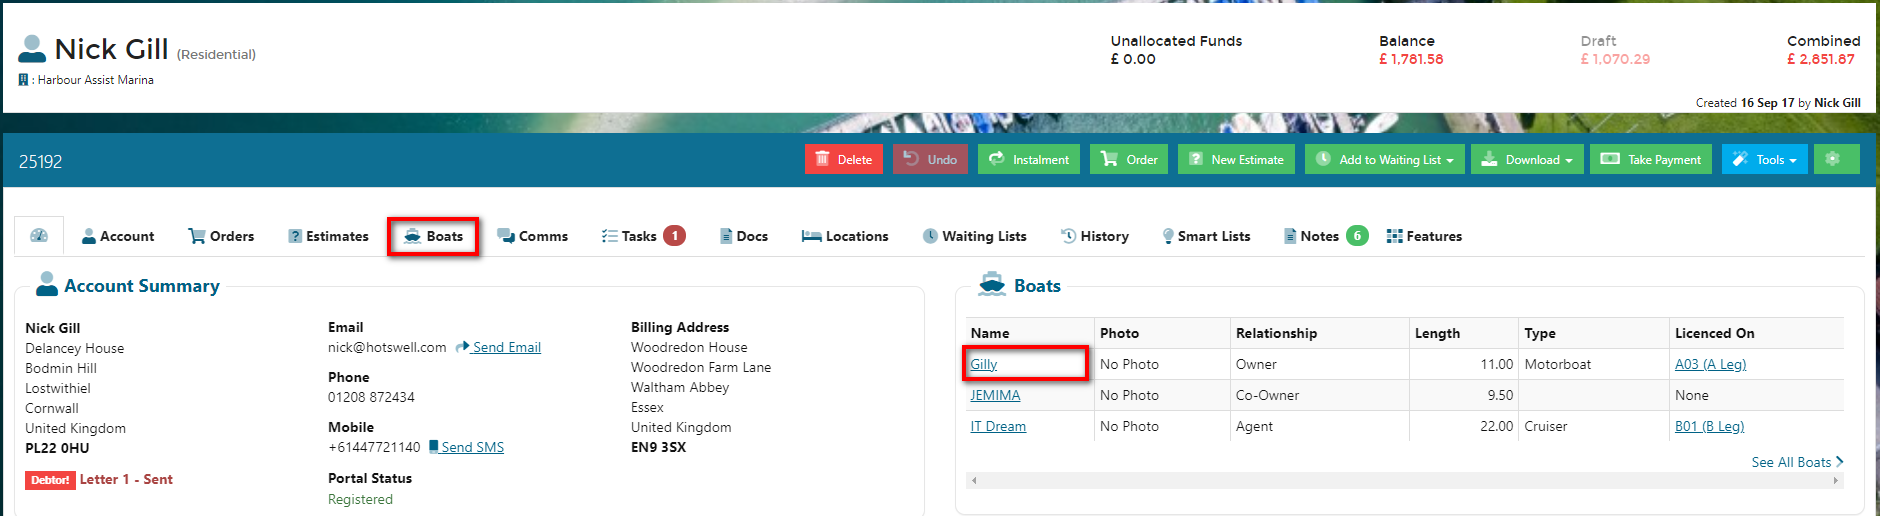 Nick Gill (Residential)
: Harbour Assist Marina
Unallocated Funds
£ 0.00
Balance
£ 1,781.58
Draft
£ 1,070.29
Combined
£ 2,851.87
Created 16 Sep 17 by Nick Gill
25192
Delete
Undo
Instalment
Order
New Estimate
Add to Waiting List
Download
Take Payment
Tools
Account
Orders
Estimates
Boats
Comms
Tasks 1
Docs
Locations
Waiting Lists
History
Smart Lists
Notes 6
Features
Account Summary
Nick Gill
Delancey House
Bodmin Hill
Lostwithiel
Cornwall
United Kingdom
PL22 0HU
Debtor! Letter 1 - Sent
Email
nick@hotswell.com Send Email
Phone
01208 872434
Mobile
+61447721140 Send SMS
Portal Status
Registered
Billing Address
Woodredon House
Woodredon Farm Lane
Waltham Abbey
Essex
United Kingdom
EN9 3SX
Boats
Name Photo Relationship Length Type Licenced On
Gilly No Photo Owner 11.00 Motorboat A03 (A Leg)
JEMIMA No Photo Co-Owner 9.50 None
IT Dream No Photo Agent 22.00 Cruiser B01 (B Leg)
See All Boats